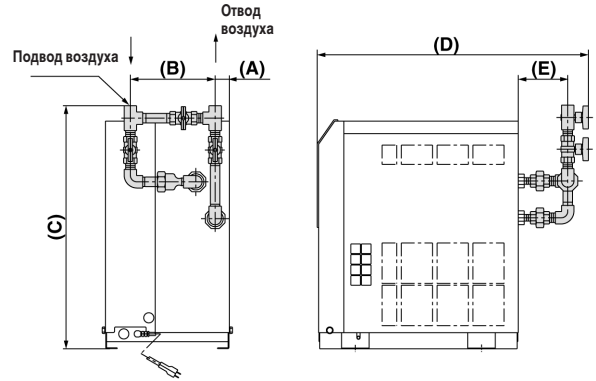 Отвод
воздуха
Подвод воздуха
(B)
(A)
(D)
(E)
(C)